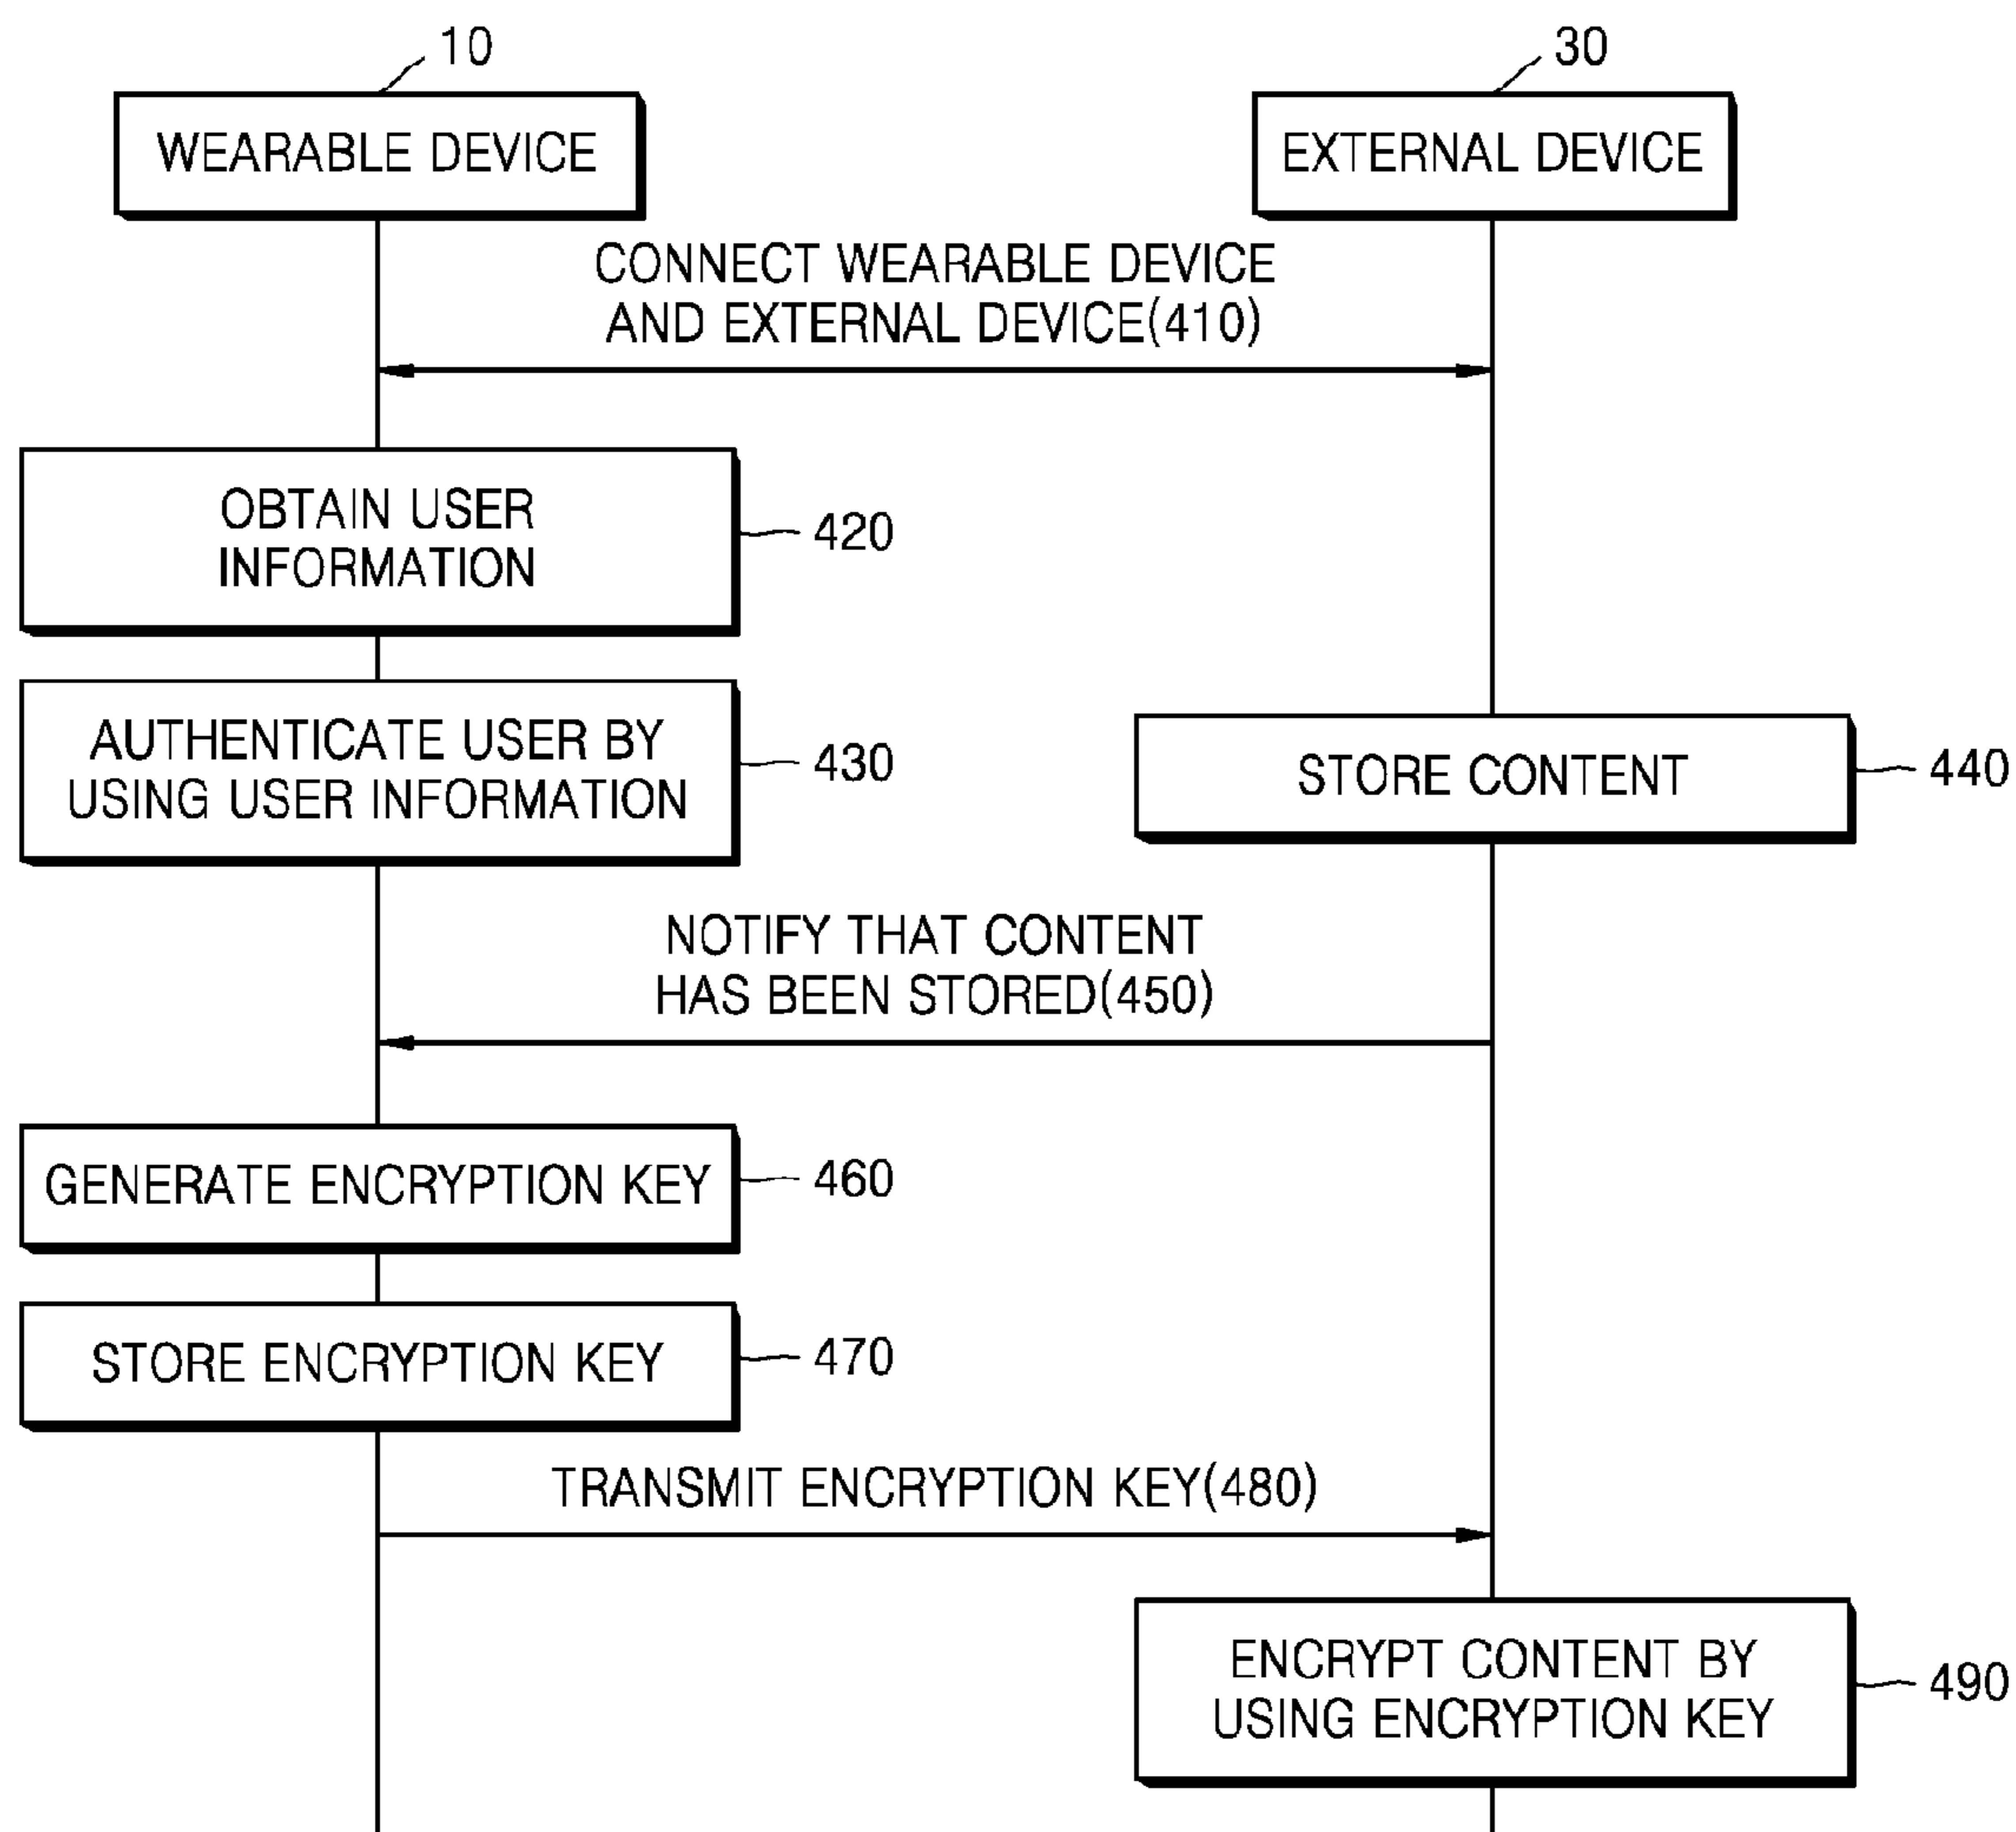 10
30
WEARABLE DEVICE
EXTERNAL DEVICE
CONNECT WEARABLE DEVICE
AND EXTERNAL DEVICE(410)
OBTAIN USER
INFORMATION
420
AUTHENTICATE USER BY
USING USER INFORMATION
430
STORE CONTENT
440
NOTIFY THAT CONTENT
HAS BEEN STORED(450)
GENERATE ENCRYPTION KEY
460
STORE ENCRYPTION KEY
470
TRANSMIT ENCRYPTION KEY(480)
ENCRYPT CONTENT BY
USING ENCRYPTION KEY
490